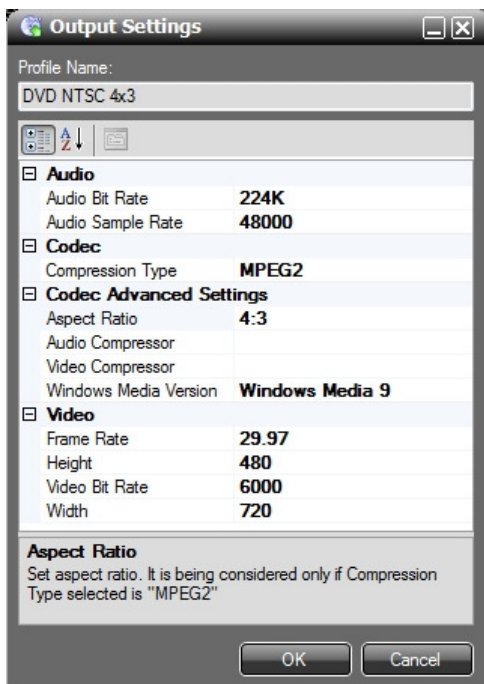 Output Settings
Profile Name:
DVD NTSC 4x3
A
Z
Audio
Audio Bit Rate 224K
Audio Sample Rate 48000
Codec
Compression Type MPEG2
Codec Advanced Settings
Aspect Ratio 4:3
Audio Compressor
Video Compressor
Windows Media Version Windows Media 9
Video
Frame Rate 29.97
Height 480
Video Bit Rate 6000
Width 720
Aspect Ratio
Set aspect ratio. It is being considered only if Compression
Type selected is "MPEG2"
OK Cancel